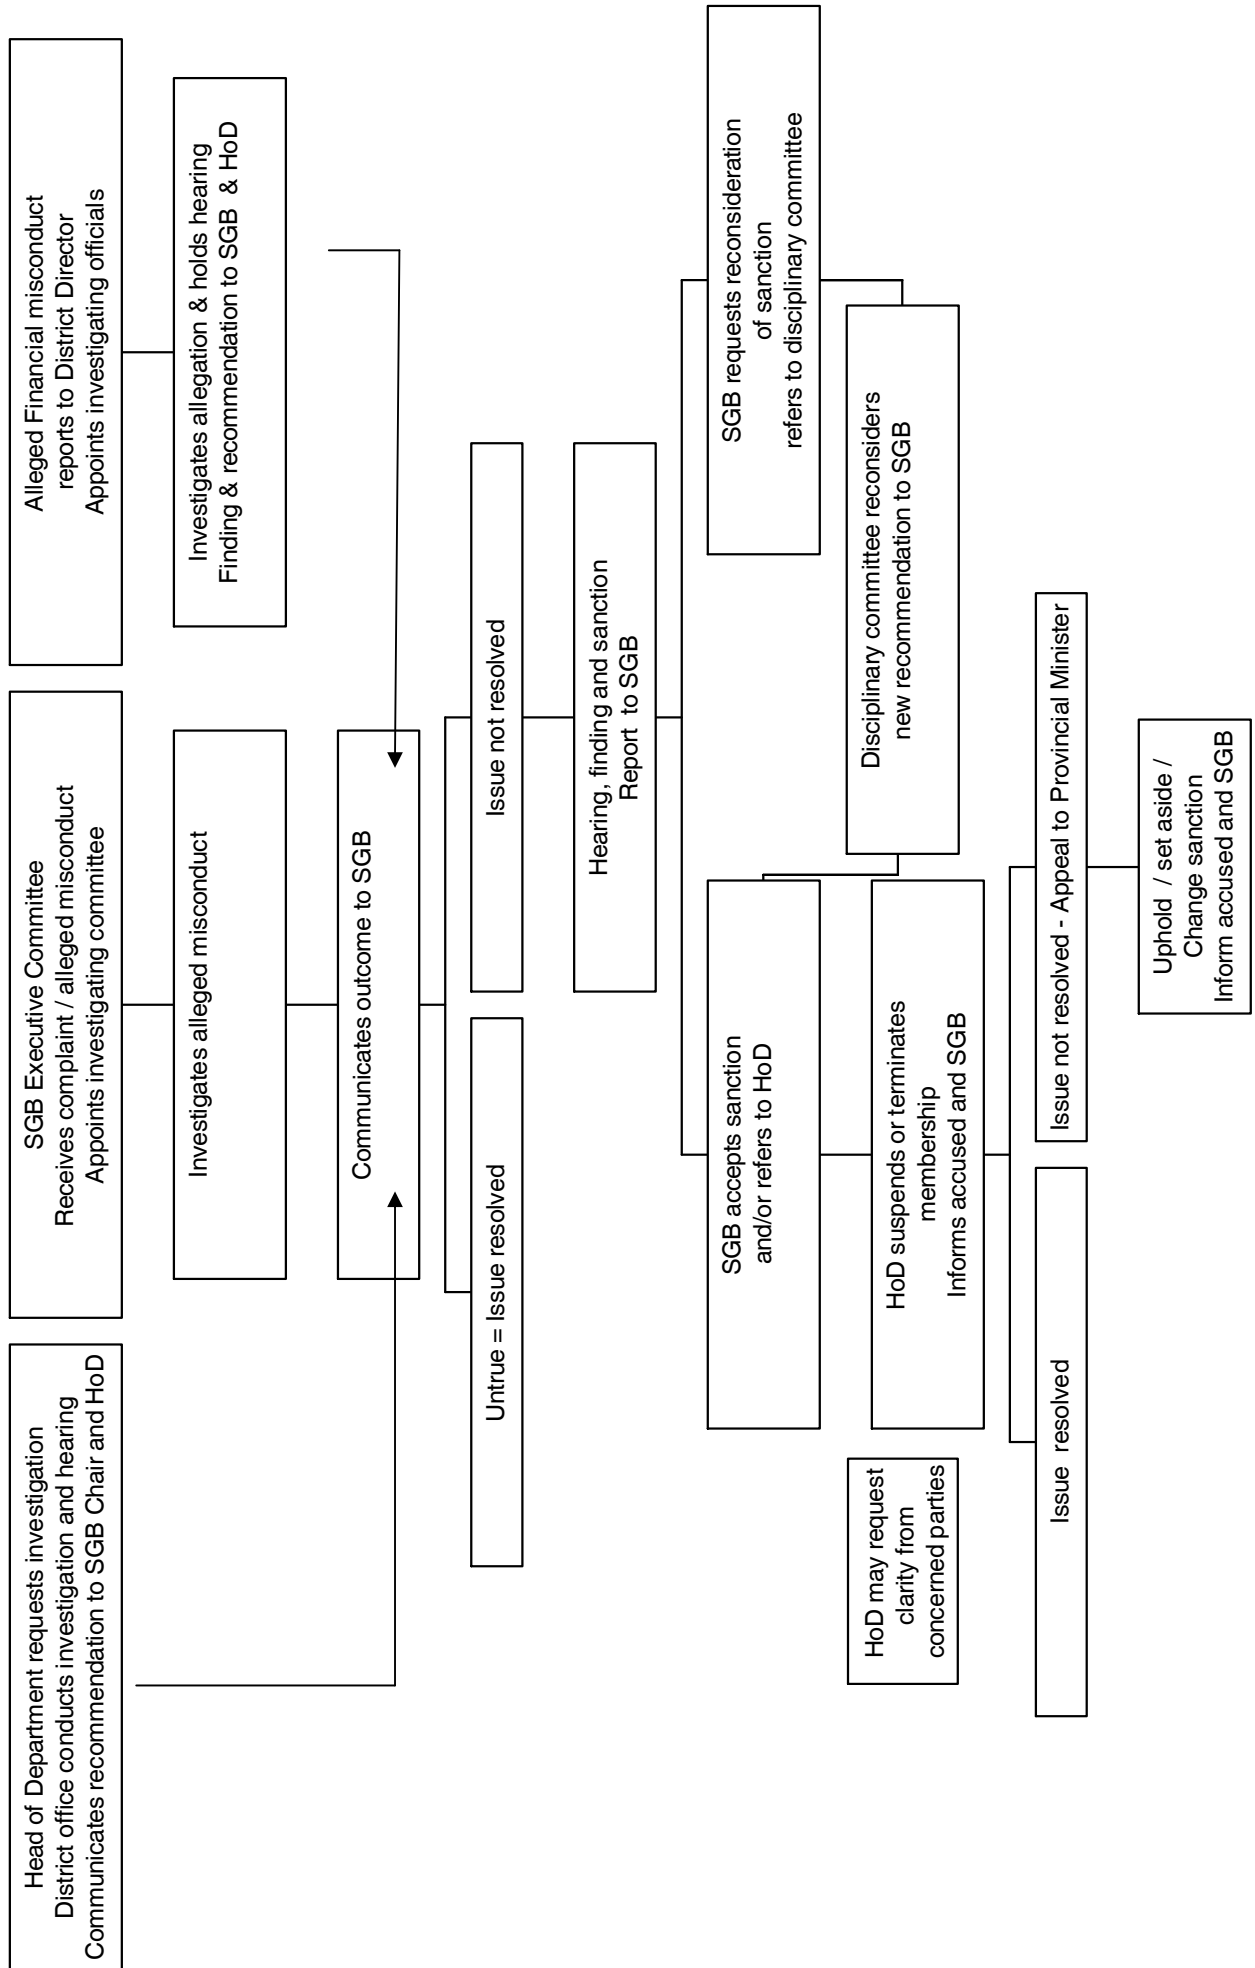 Head of Department requests investigation
District office conducts investigation and hearing
Communicates recommendation to SGB Chair and HoD
SGB Executive Committee
Receives complaint / alleged misconduct
Appoints investigating committee
Alleged Financial misconduct
reports to District Director
Appoints investigating officials
Investigates alleged misconduct
Investigates allegation & holds hearing
Finding & recommendation to SGB & HoD
Communicates outcome to SGB
Untrue = Issue resolved
Issue not resolved
Hearing, finding and sanction
Report to SGB
SGB accepts sanction
and/or refers to HoD
SGB requests reconsideration
of sanction
refers to disciplinary committee
HoD may request
clarity from
concerned parties
HoD suspends or terminates
membership
Informs accused and SGB
Disciplinary committee reconsiders
new recommendation to SGB
Issue resolved
Issue not resolved - Appeal to Provincial Minister
Uphold / set aside /
Change sanction
Inform accused and SGB